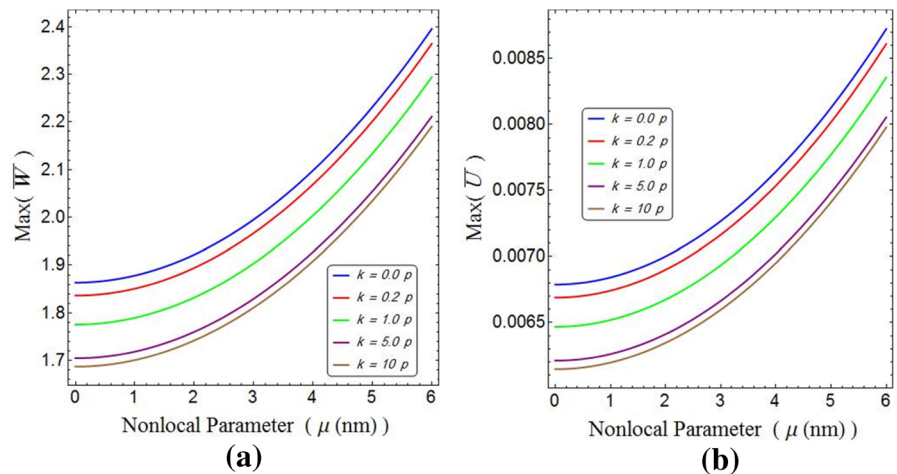 2.4
2.3
2.2
2.1
2.0
1.9
1.8
1.7
Max( W̅ )
k = 0.0 p
k = 0.2 p
k = 1.0 p
k = 5.0 p
k = 10 p
0 1 2 3 4 5 6
Nonlocal Parameter ( μ (nm) )
(a)
0.0085
0.0080
0.0075
0.0070
0.0065
Max( U̅ )
k = 0.0 p
k = 0.2 p
k = 1.0 p
k = 5.0 p
k = 10 p
0 1 2 3 4 5 6
Nonlocal Parameter ( μ (nm) )
(b)